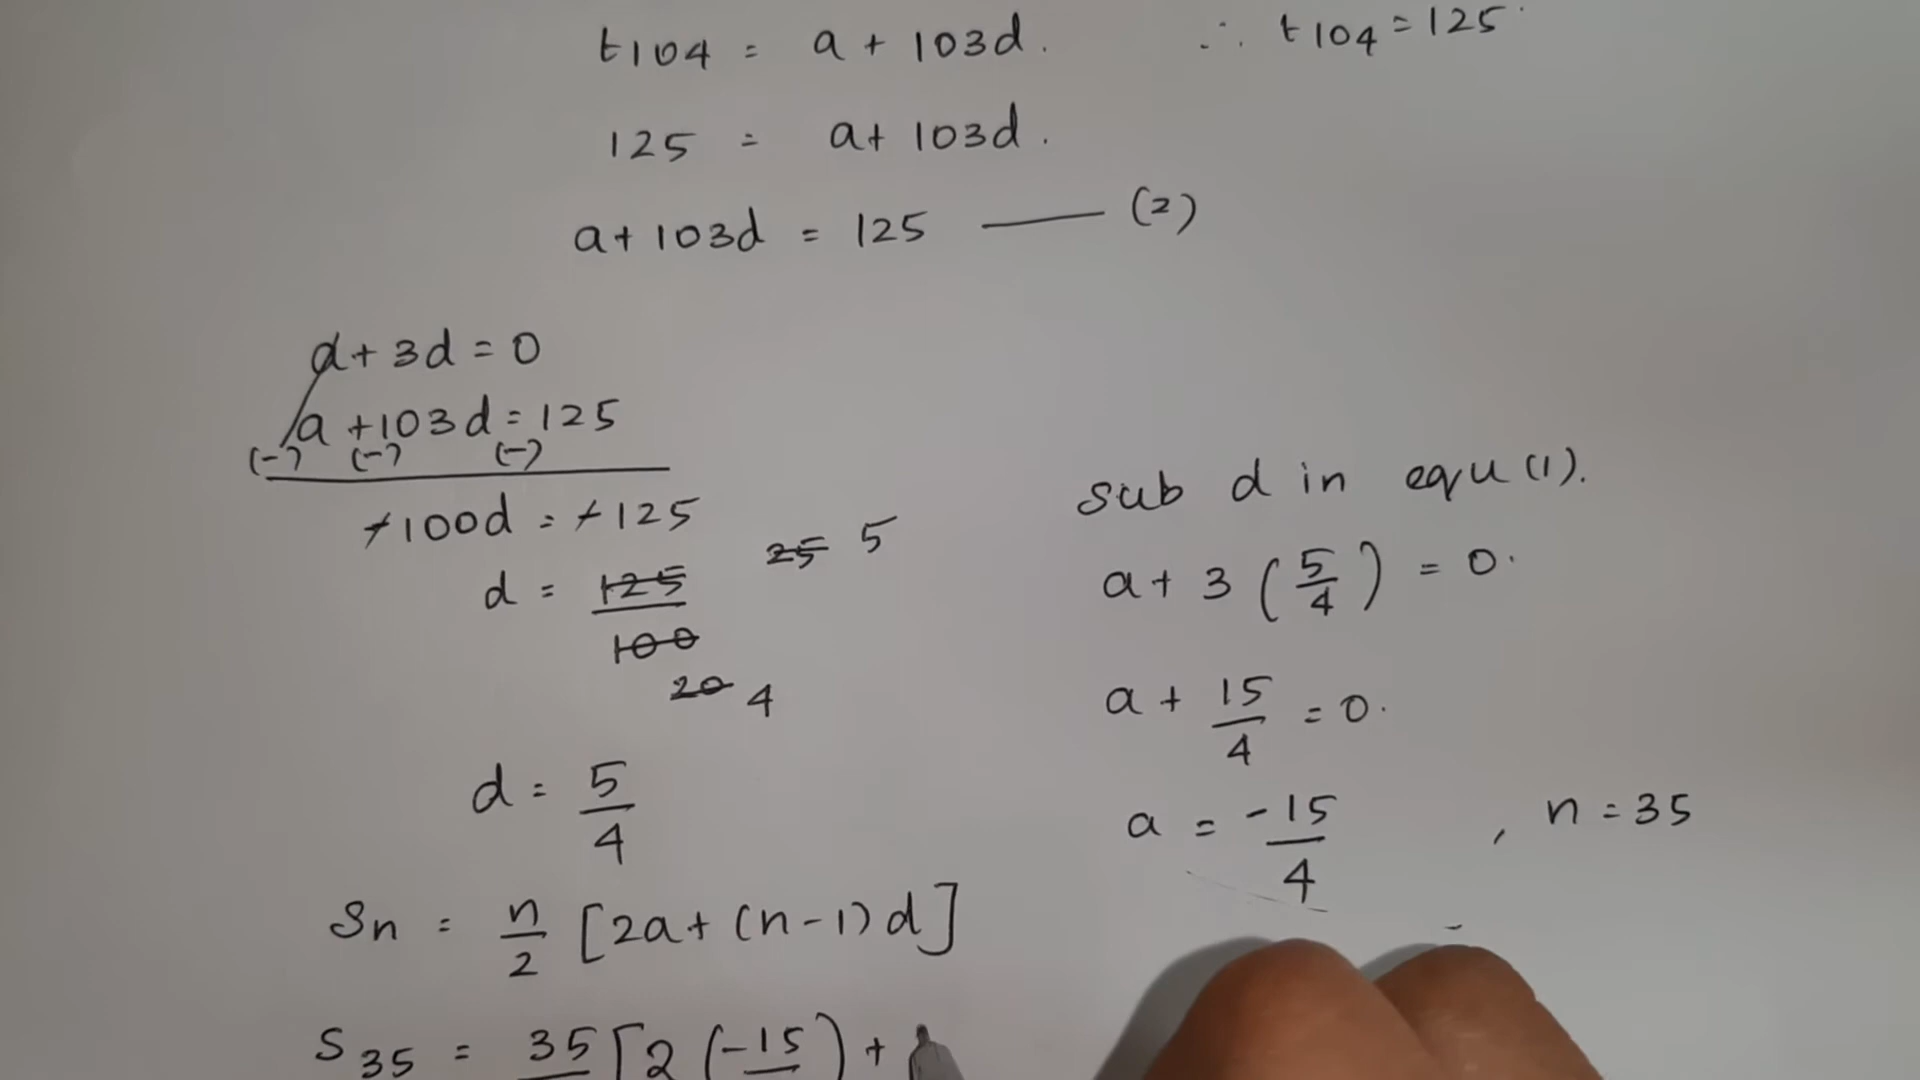 t104 = a + 103d. ∴ t104 = 125.
125 = a + 103d.
a + 103d = 125 —— (2)
a + 3d = 0
a + 103d = 125
(-) (-) (-)
-100d = -125
d = 125/100 25 5
20 4
d = 5/4
sub d in equ (1).
a + 3 (5/4) = 0.
a + 15/4 = 0.
a = -15/4 , n = 35
Sn = n/2 [2a + (n-1) d]
S35 = 35 [2 (-15) +